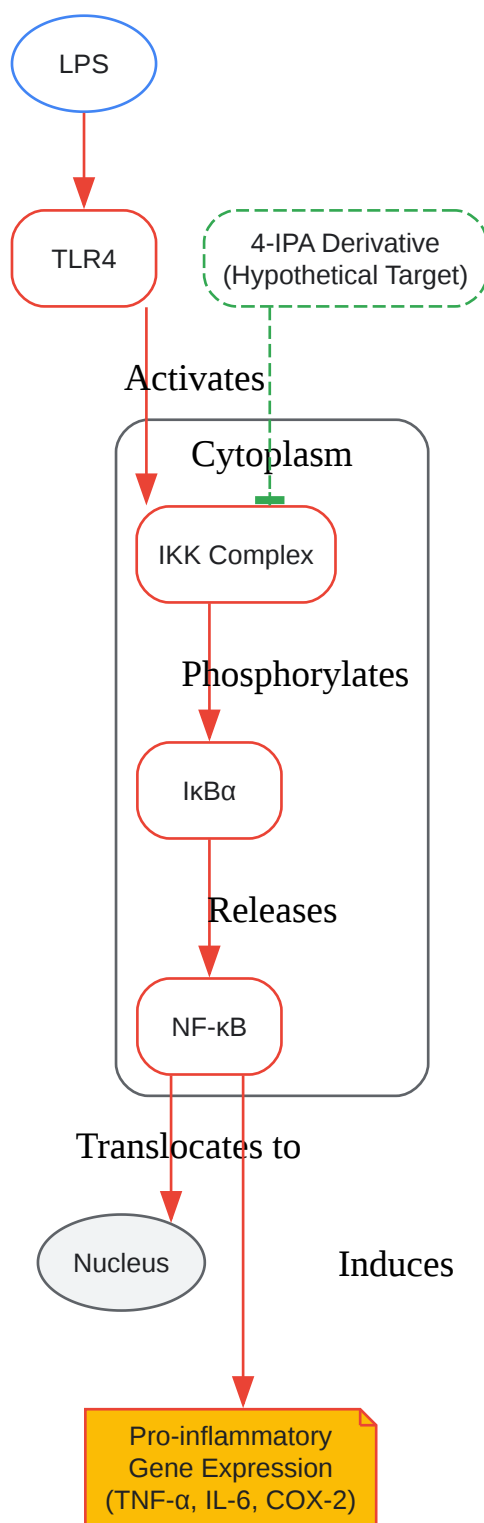 LPS
TLR4
4-IPA Derivative
(Hypothetical Target)
Activates
Cytoplasm
IKK Complex
Phosphorylates
IκBα
Releases
NF-κB
Translocates to
Nucleus
Induces
Pro-inflammatory
Gene Expression
(TNF-α, IL-6, COX-2)